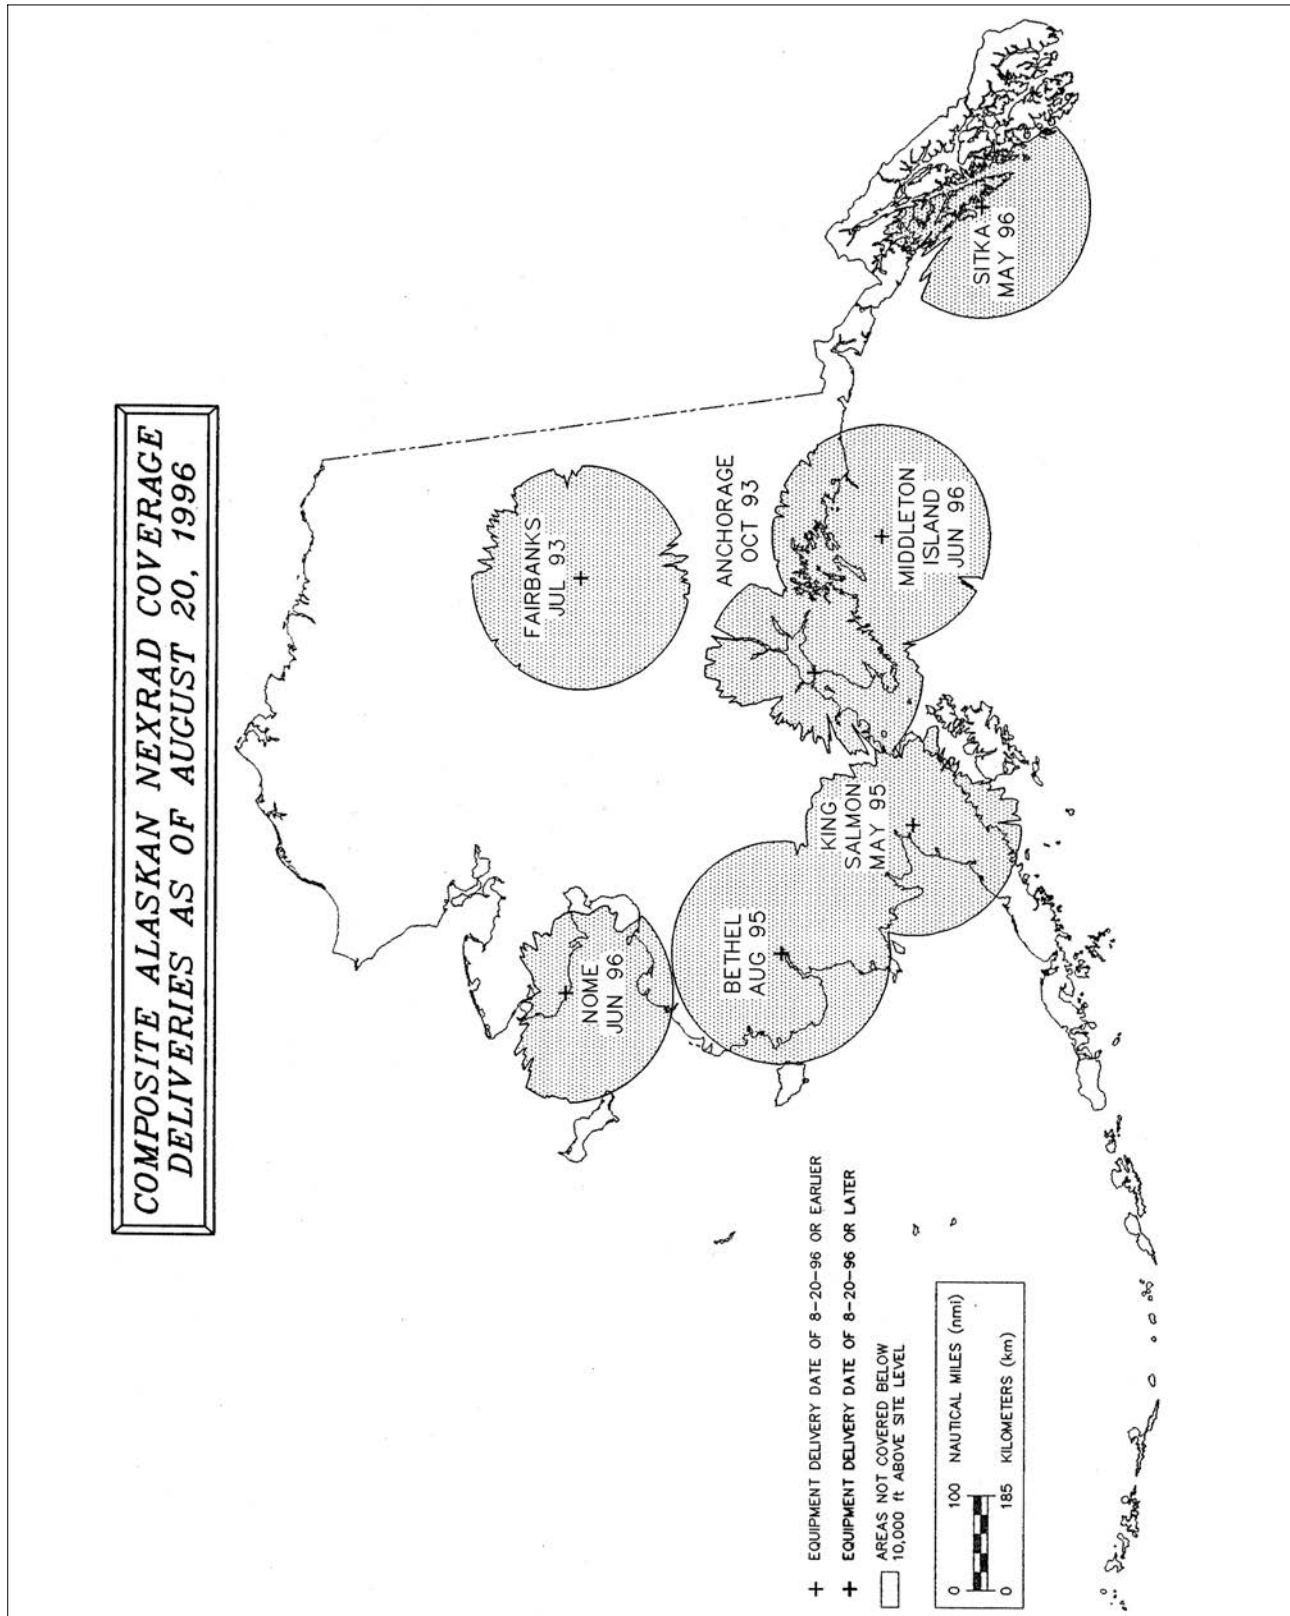 COMPOSITE ALASKAN NEXRAD COVERAGE
DELIVERIES AS OF AUGUST 20, 1996
FAIRBANKS
JUL 93
ANCHORAGE
OCT 93
NOME
JUN 96
BETHEL
AUG 95
KING
SALMON
MAY 95
MIDDLETON
ISLAND
JUN 96
SITKA
MAY 96
EQUIPMENT DELIVERY DATE OF 8-20-96 OR EARLIER
EQUIPMENT DELIVERY DATE OF 8-20-96 OR LATER
AREAS NOT COVERED BELOW
10,000 ft ABOVE SITE LEVEL
0 100 NAUTICAL MILES (nmi)
0 185 KILOMETERS (km)